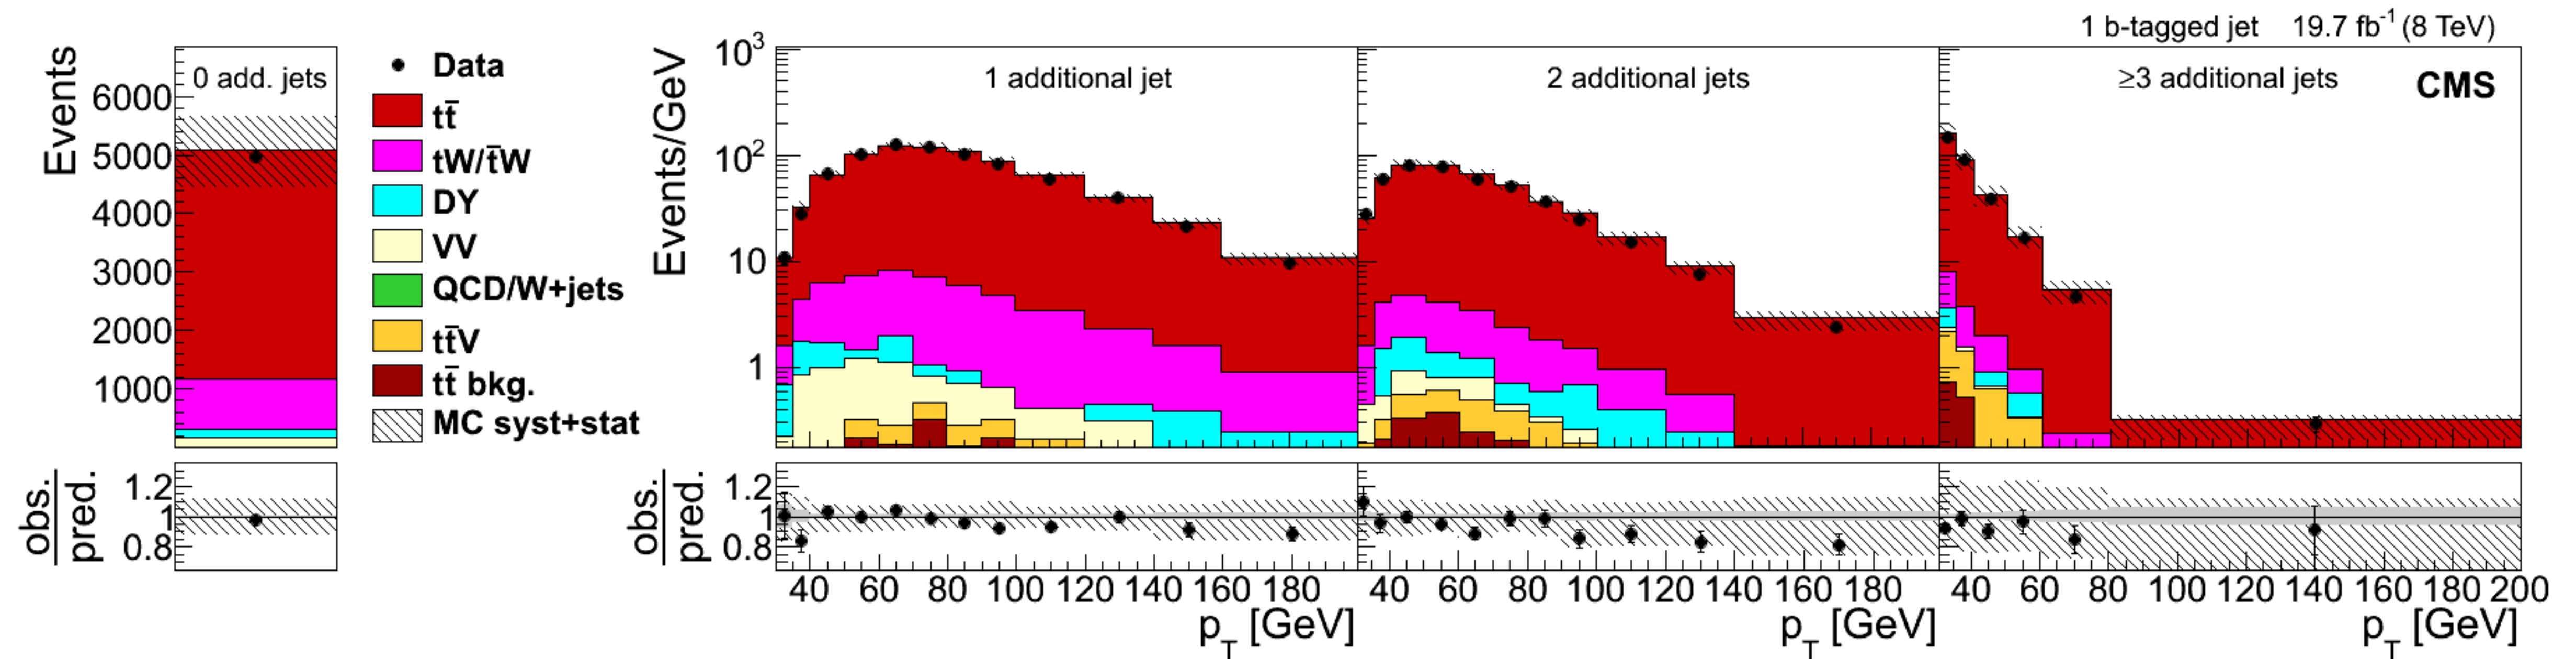 1 b-tagged jet 19.7 fb⁻¹ (8 TeV)
Events
0 add. jets
6000
5000
4000
3000
2000
1000
Data
tt̄
tW/t̄W
DY
VV
QCD/W+jets
tt̄V
tt̄ bkg.
MC syst+stat
Events/GeV
10³
10²
10
1
1 additional jet
2 additional jets
≥3 additional jets
CMS
obs.
pred.
1.2
1
0.8
obs.
pred.
1.2
1
0.8
40 60 80 100 120 140 160 180
40 60 80 100 120 140 160 180
40 60 80 100 120 140 160 180 200
p_T [GeV]
p_T [GeV]
p_T [GeV]